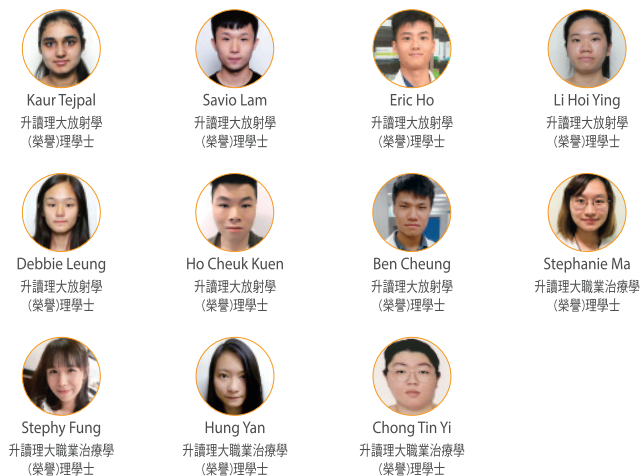 Kaur Tejpal
升讀理大放射學
(榮譽)理學士
Savio Lam
升讀理大放射學
(榮譽)理學士
Eric Ho
升讀理大放射學
(榮譽)理學士
Li Hoi Ying
升讀理大放射學
(榮譽)理學士
Debbie Leung
升讀理大放射學
(榮譽)理學士
Ho Cheuk Kuen
升讀理大放射學
(榮譽)理學士
Ben Cheung
升讀理大放射學
(榮譽)理學士
Stephanie Ma
升讀理大職業治療學
(榮譽)理學士
Stephy Fung
升讀理大職業治療學
(榮譽)理學士
Hung Yan
升讀理大職業治療學
(榮譽)理學士
Chong Tin Yi
升讀理大職業治療學
(榮譽)理學士